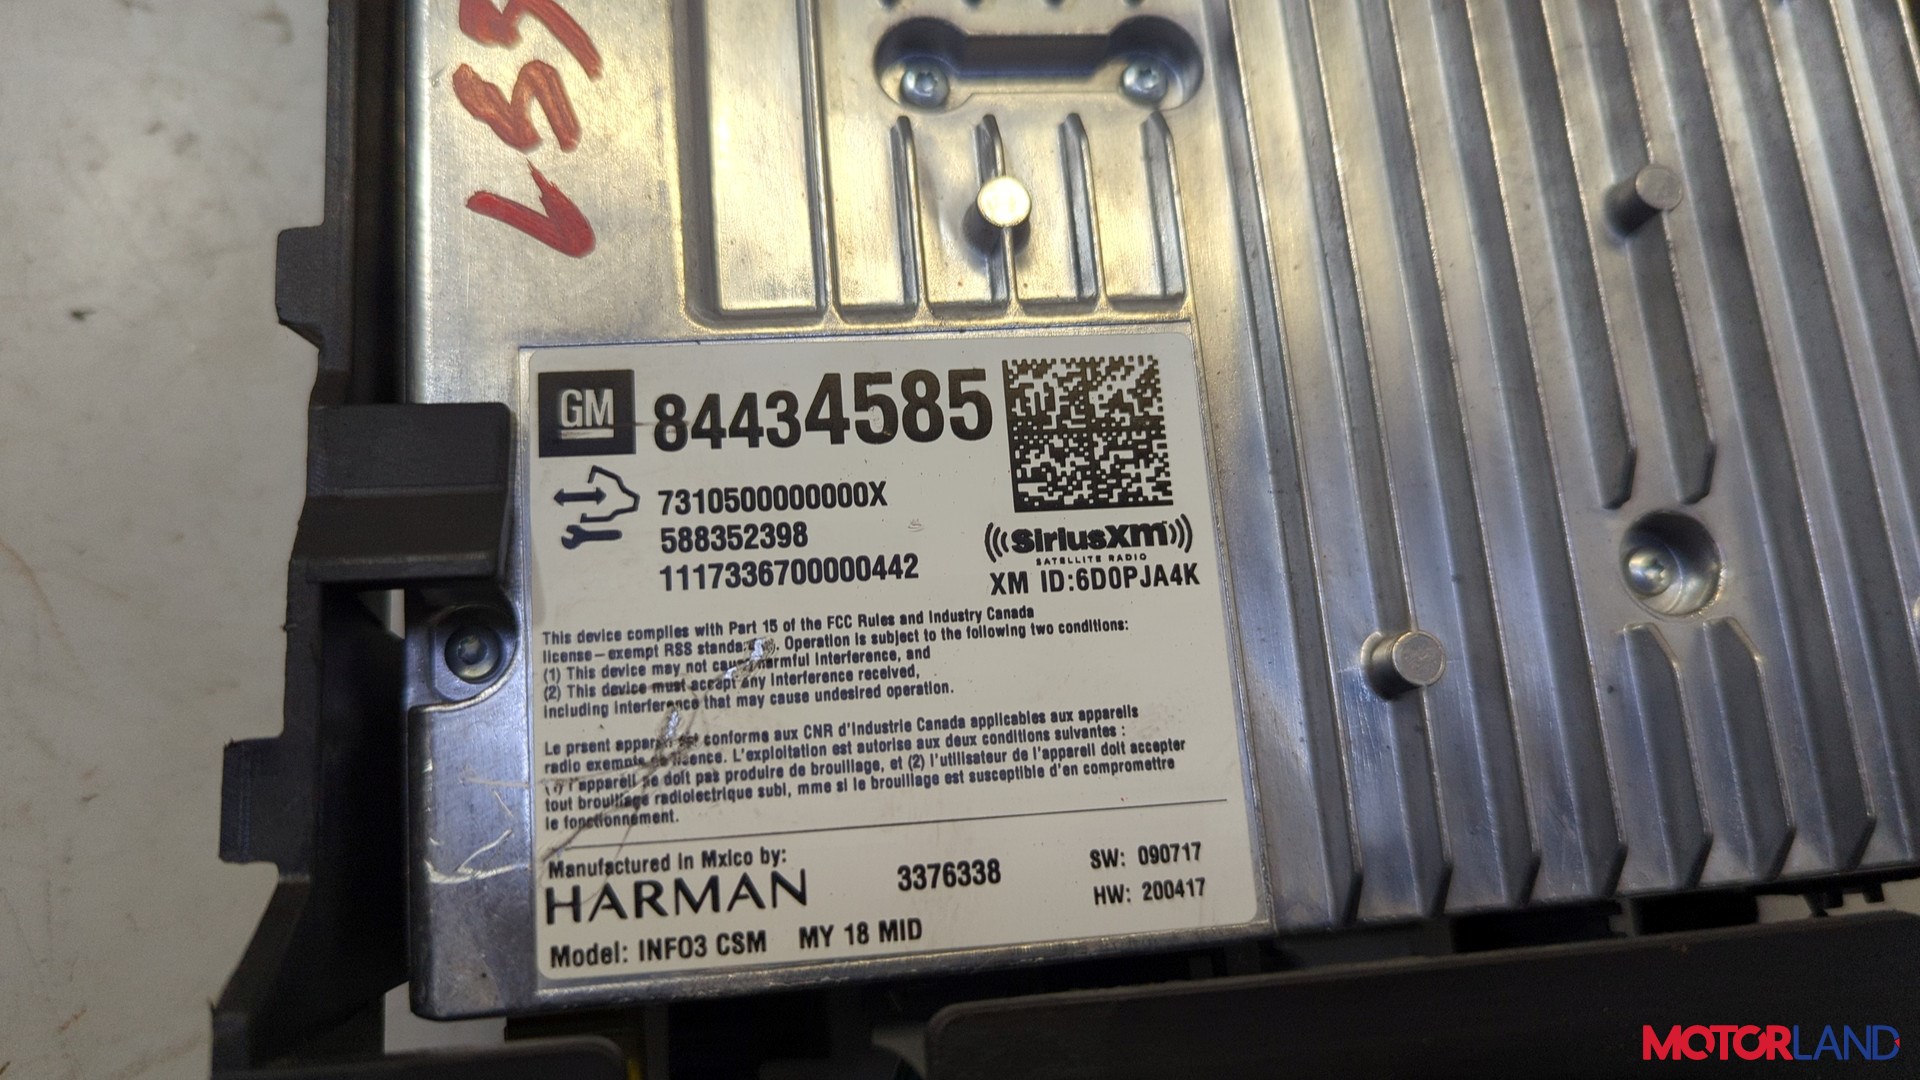 GM 84434585
7310500000000X
588352398
1117336700000442
((SiriusXM))
SATELLITE RADIO
XM ID:6D0PJA4K
This device complies with Part 15 of the FCC Rules and Industry Canada
license-exempt RSS Operation is subject to the following two conditions:
(1) This device may not cause harmful interference, and
(2) This device must accept any interference received,
including interference that may cause undesired operation.
Le prsent appareil est conforme aux CNR d'Industrie Canada applicables aux appareils
radio exempts de licence. L'exploitation est autorise aux deux conditions suivantes :
(1) l'appareil ne doit pas produire de brouillage, et (2) l'utilisateur de l'appareil doit accepter
tout brouillage radiolectrique subi, mme si le brouillage est susceptible d'en compromettre
le fonctionnement.
Manufactured in Mxico by:
HARMAN
3376338
SW: 090717
HW: 200417
Model: INFO3 CSM MY 18 MID
MOTORLAND